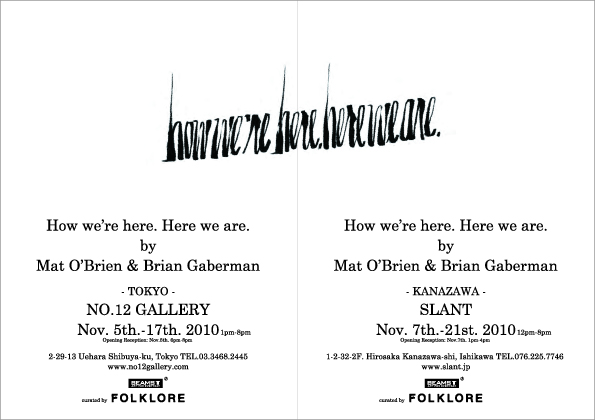 how we're here. here we are.
How we're here. Here we are.
by
Mat O'Brien & Brian Gaberman
- TOKYO -
NO.12 GALLERY
Nov. 5th.-17th. 2010 1pm-8pm
Opening Reception: Nov.5th. 6pm-8pm
2-29-13 Uehara Shibuya-ku, Tokyo TEL.03.3468.2445
www.no12gallery.com
BEAMS T
curated by FOLKLORE
How we're here. Here we are.
by
Mat O'Brien & Brian Gaberman
- KANAZAWA -
SLANT
Nov. 7th.-21st. 2010 12pm-8pm
Opening Reception: Nov.7th. 1pm-4pm
1-2-32-2F. Hirosaka Kanazawa-shi, Ishikawa TEL.076.225.7746
www.slant.jp
BEAMS T
curated by FOLKLORE